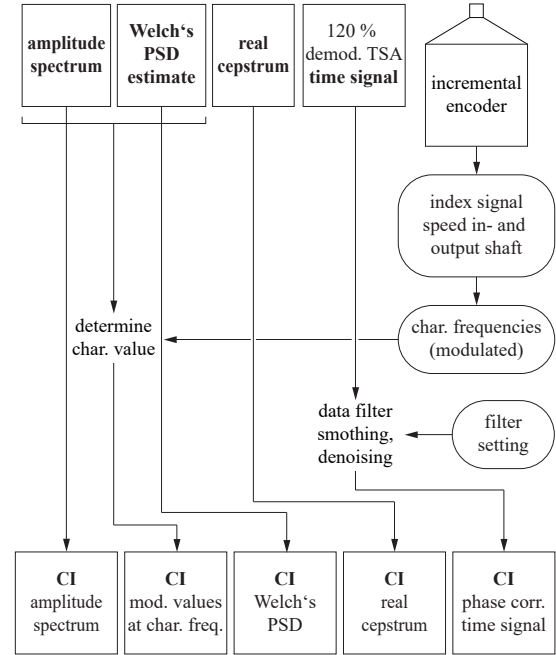 amplitude
spectrum
Welch‘s
PSD
estimate
real
cepstrum
120 %
demod. TSA
time signal
incremental
encoder
index signal
speed in- and
output shaft
char. frequencies
(modulated)
determine
char. value
data filter
smothing,
denoising
filter
setting
CI
amplitude
spectrum
CI
mod. values
at char. freq.
CI
Welch‘s
PSD
CI
real
cepstrum
CI
phase corr.
time signal